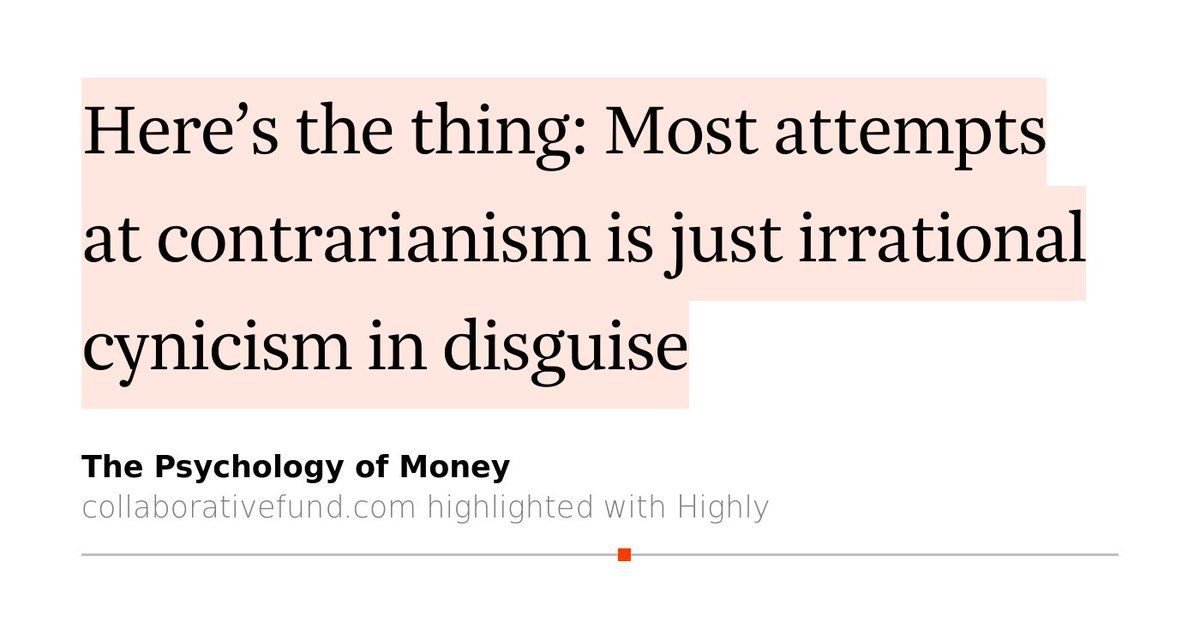 Here’s the thing: Most attempts
at contrarianism is just irrational
cynicism in disguise
The Psychology of Money
collaborativefund.com highlighted with Highly